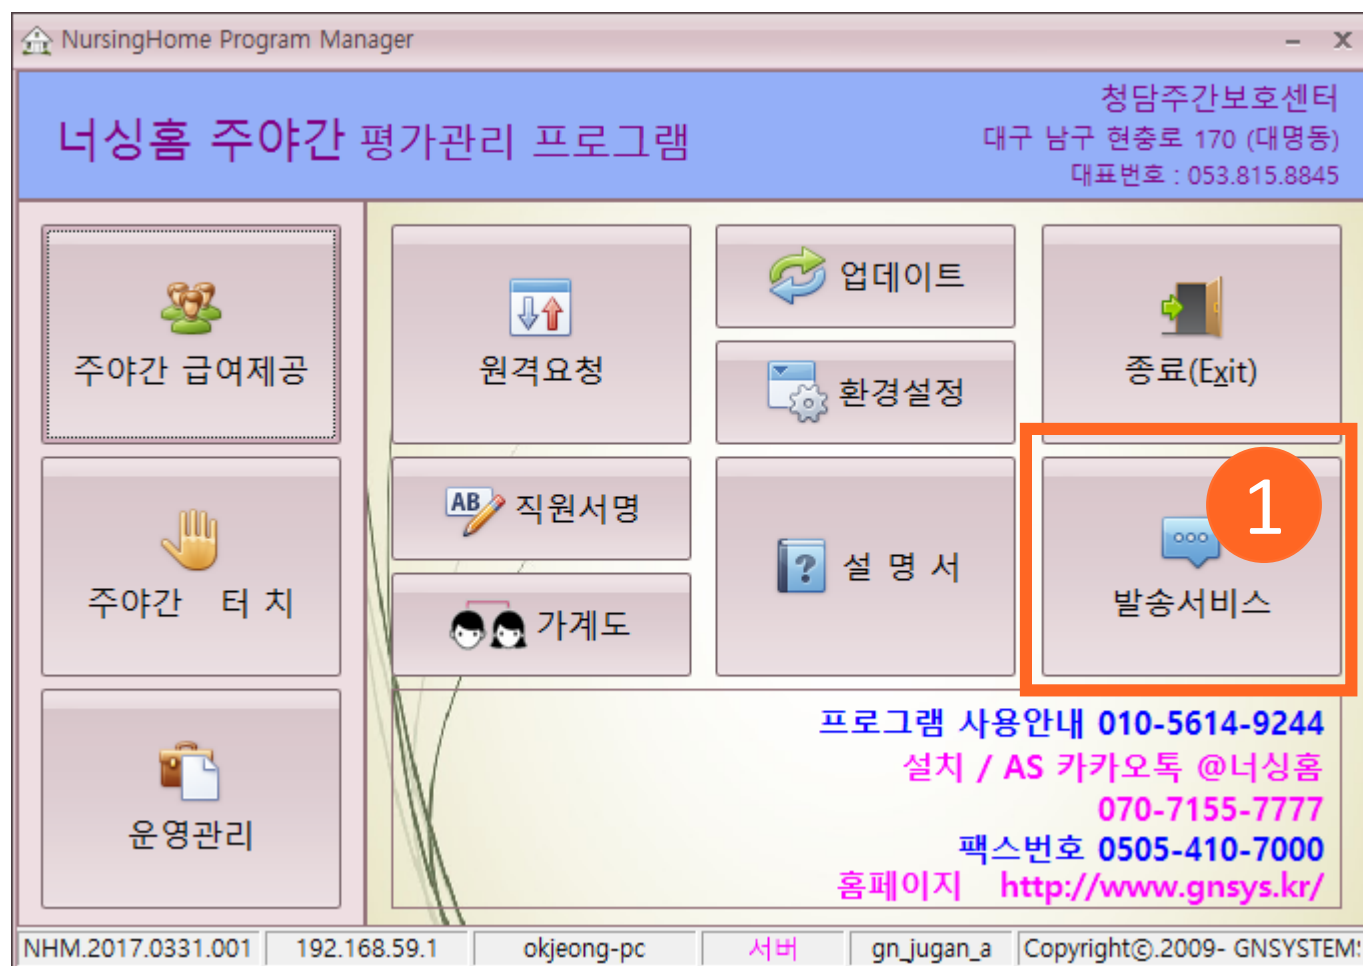 NursingHome Program Manager
너싱홈 주야간 평가관리 프로그램
청담주간보호센터
대구 남구 현충로 170 (대명동)
대표번호 : 053.815.8845
주야간 급여제공
원격요청
업데이트
환경설정
종료(Exit)
주야간 터 치
AB 직원서명
가계도
? 설 명 서
1
발송서비스
운영관리
프로그램 사용안내 010-5614-9244
설치 / AS 카카오톡 @너싱홈
070-7155-7777
팩스번호 0505-410-7000
홈페이지 http://www.gnsys.kr/
NHM.2017.0331.001 192.168.59.1 okjeong-pc 서버 gn_jugan_a Copyright©.2009- GNSYSTEM